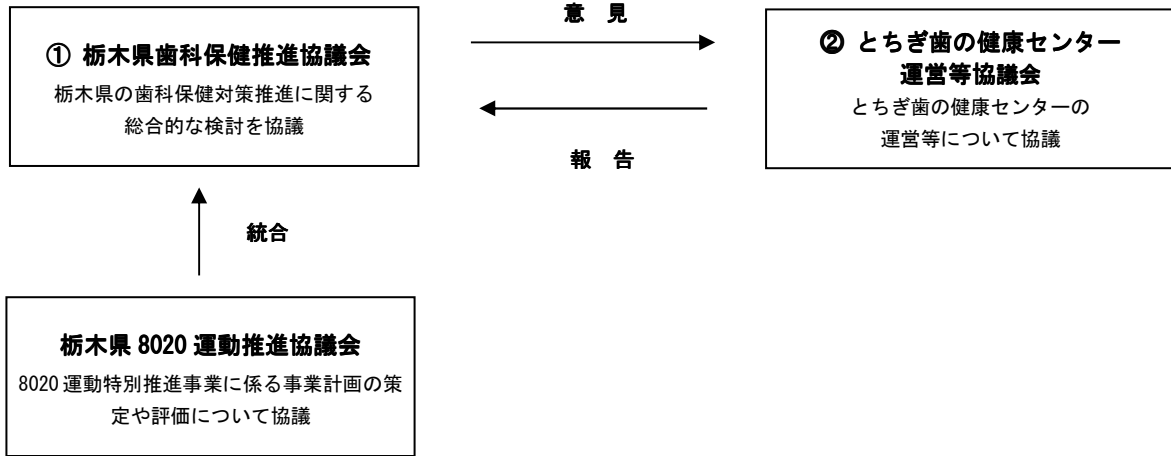 ① 栃木県歯科保健推進協議会
栃木県の歯科保健対策推進に関する
総合的な検討を協議
意 見
報 告
② とちぎ歯の健康センター
運営等協議会
とちぎ歯の健康センターの
運営等について協議
統合
栃木県 8020 運動推進協議会
8020 運動特別推進事業に係る事業計画の策
定や評価について協議